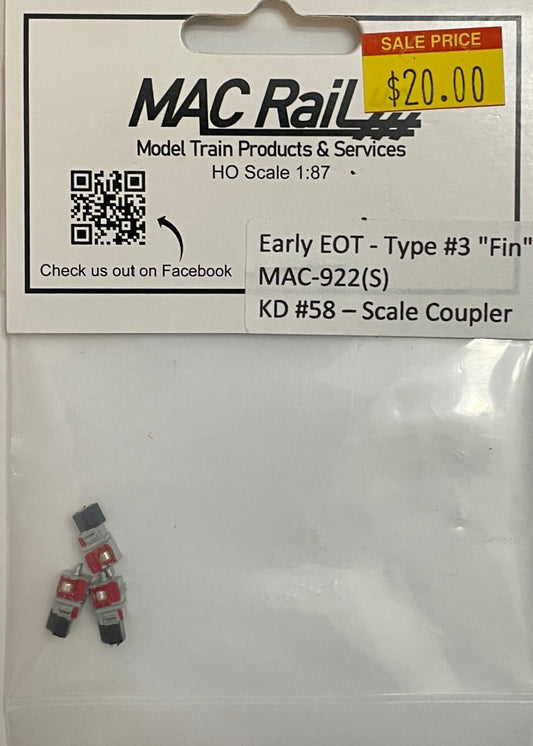 SALE PRICE
$20.00
MAC RaiL
Model Train Products & Services
HO Scale 1:87
Check us out on Facebook
Early EOT - Type #3 "Fin"
MAC-922(S)
KD #58 – Scale Coupler